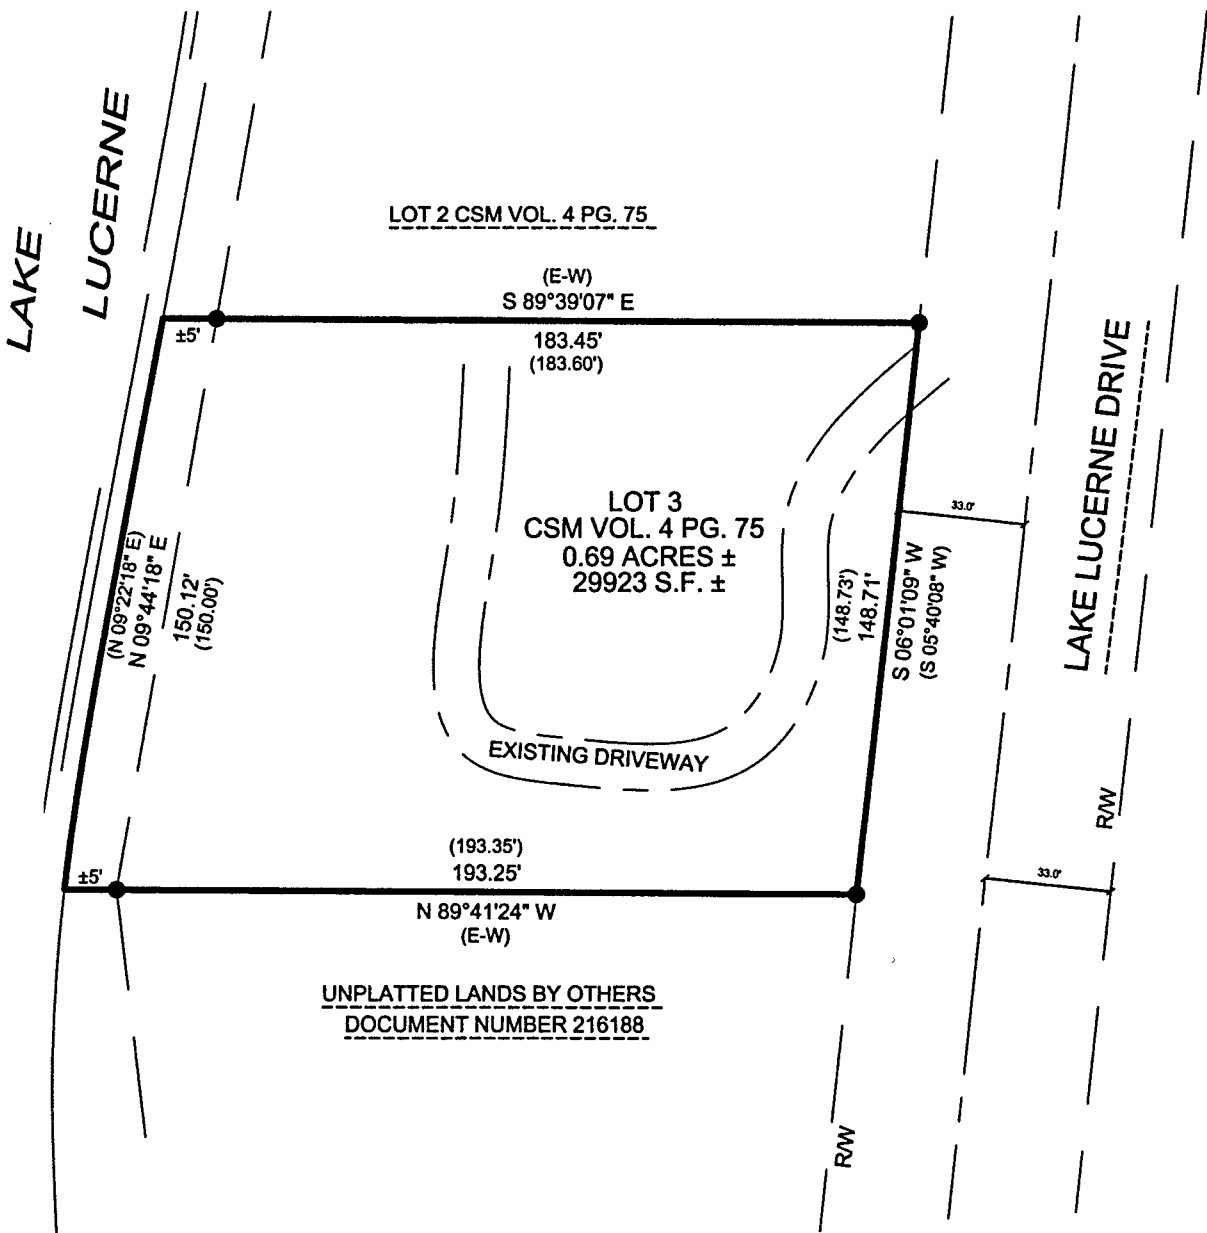 LAKE
LUCERNE
LOT 2 CSM VOL. 4 PG. 75
(E-W)
S 89°39'07" E
183.45'
(183.60')
±5'
LAKE LUCERNE DRIVE
LOT 3
CSM VOL. 4 PG. 75
0.69 ACRES ±
29923 S.F. ±
33.0'
(N 09°22'18" E)
N 09°44'18" E
150.12'
(150.00')
(148.73')
148.71'
S 06°01'09" W
(S 05°40'08" W)
EXISTING DRIVEWAY
R/W
(193.35')
193.25'
±5'
33.0'
N 89°41'24" W
(E-W)
UNPLATTED LANDS BY OTHERS
DOCUMENT NUMBER 216188
R/W